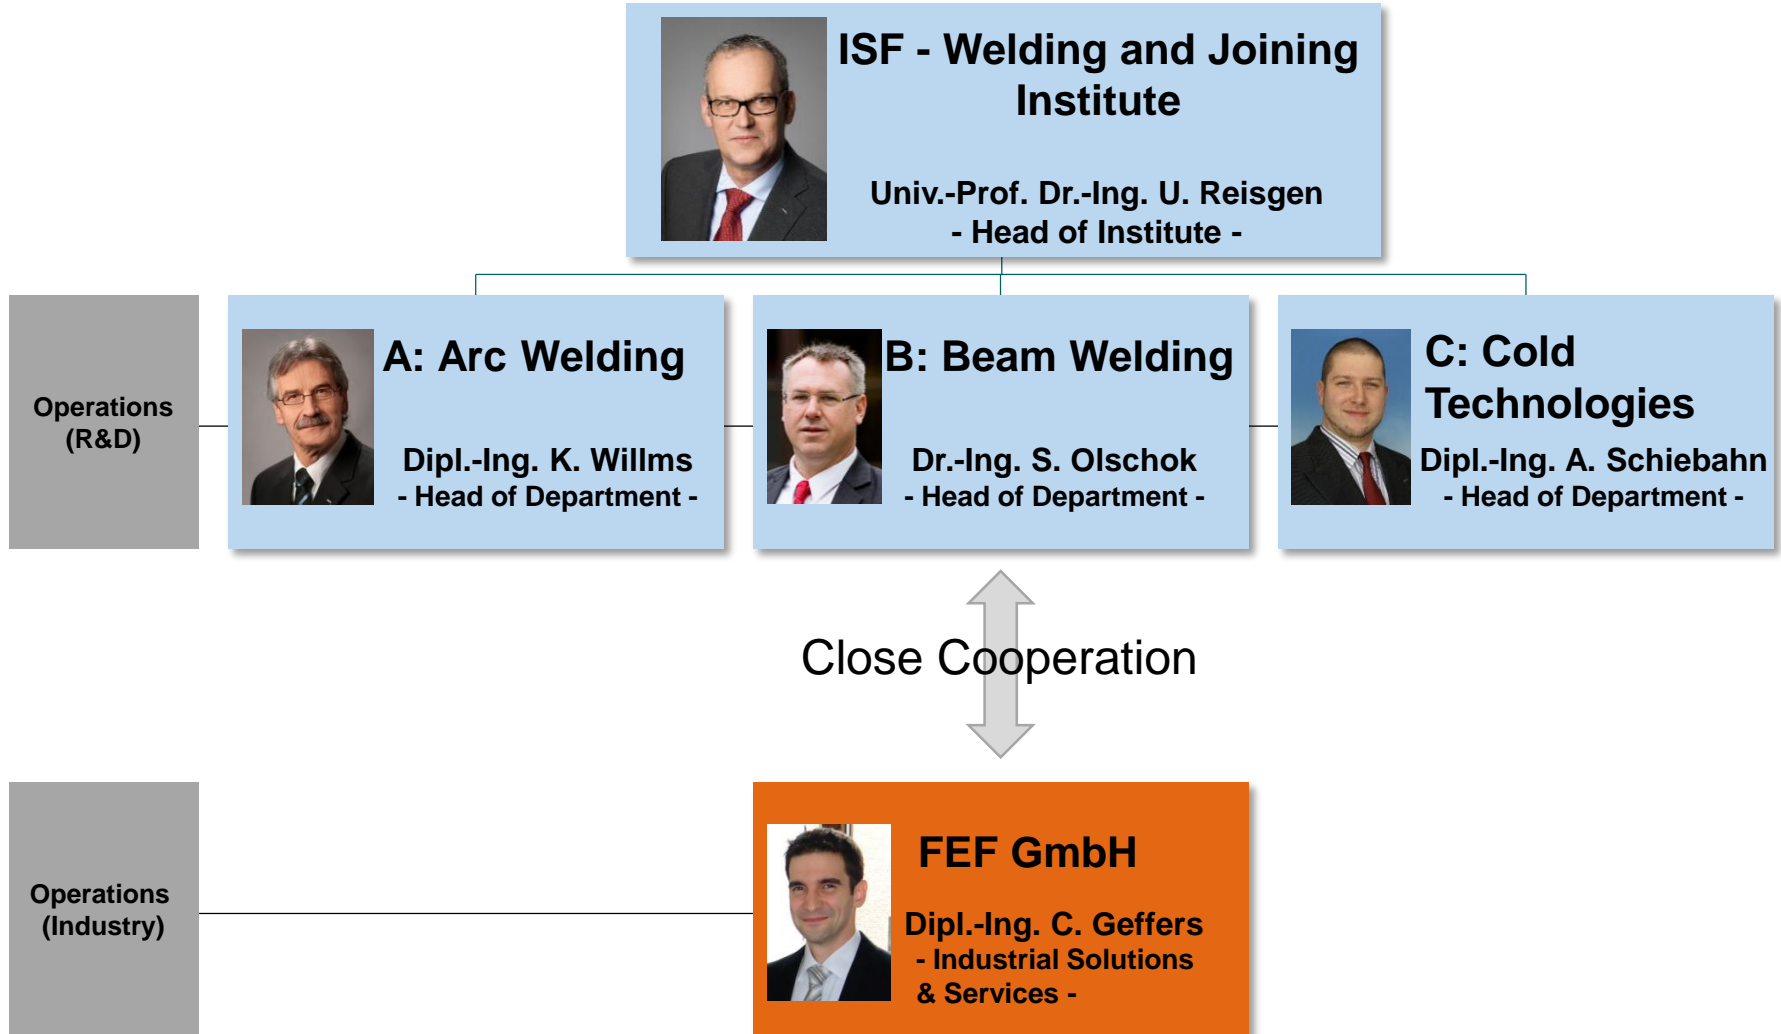 ISF - Welding and Joining
Institute
Univ.-Prof. Dr.-Ing. U. Reisgen
- Head of Institute -
Operations
(R&D)
A: Arc Welding
Dipl.-Ing. K. Willms
- Head of Department -
B: Beam Welding
Dr.-Ing. S. Olschok
- Head of Department -
C: Cold
Technologies
Dipl.-Ing. A. Schiebahn
- Head of Department -
Close Cooperation
Operations
(Industry)
FEF GmbH
Dipl.-Ing. C. Geffers
- Industrial Solutions
& Services -